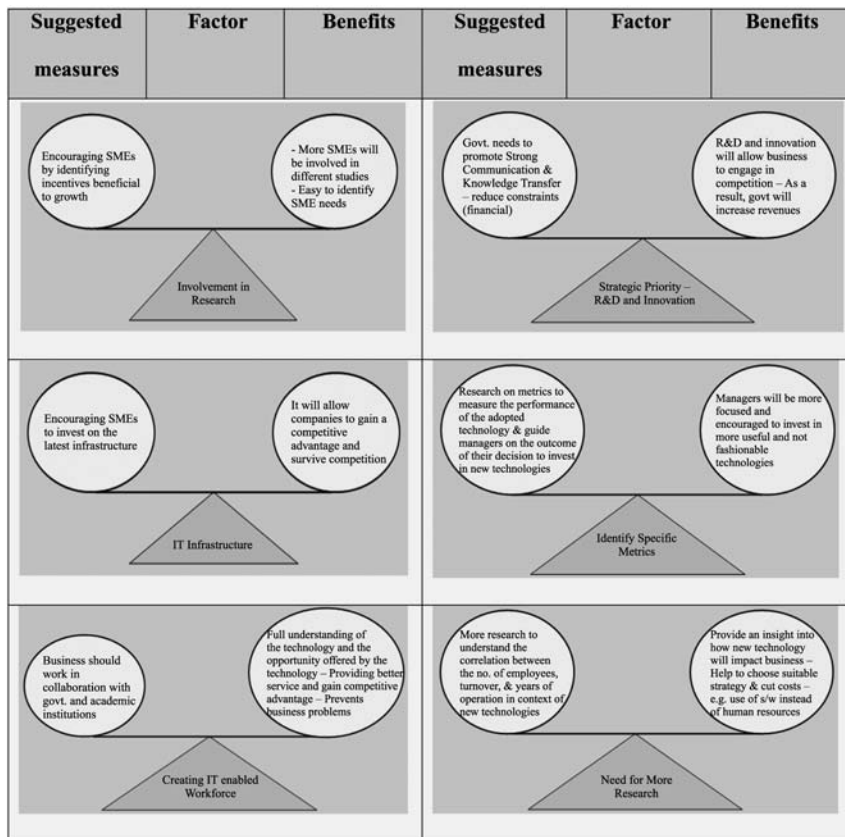 Suggested
measures
Factor
Benefits
Suggested
measures
Factor
Benefits
Encouraging SMEs
by identifying
incentives beneficial
to growth
- More SMEs will
be involved in
different studies
- Easy to identify
SME needs
Involvement in
Research
Govt. needs to
promote Strong
Communication &
Knowledge Transfer
– reduce constraints
(financial)
R&D and innovation
will allow business
to engage in
competition – As a
result, govt will
increase revenues
Strategic Priority –
R&D and Innovation
Encouraging SMEs
to invest on the
latest infrastructure
It will allow
companies to gain a
competitive
advantage and
survive competition
IT Infrastructure
Research on metrics to
measure the performance
of the adopted
technology & guide
managers on the outcome
of their decision to invest
in new technologies
Managers will be more
focused and
encouraged to invest in
more useful and not
fashionable
technologies
Identify Specific
Metrics
Business should
work in
collaboration with
govt. and academic
institutions
Full understanding of
the technology and the
opportunity offered by the
technology – Providing better
service and gain competitive
advantage – Prevents
business problems
Creating IT enabled
Workforce
More research to
understand the
correlation between
the no. of employees,
turnover, & years of
operation in context of
new technologies
Provide an insight into
how new technology
will impact business –
Help to choose suitable
strategy & cut costs –
e.g. use of s/w instead
of human resources
Need for More
Research